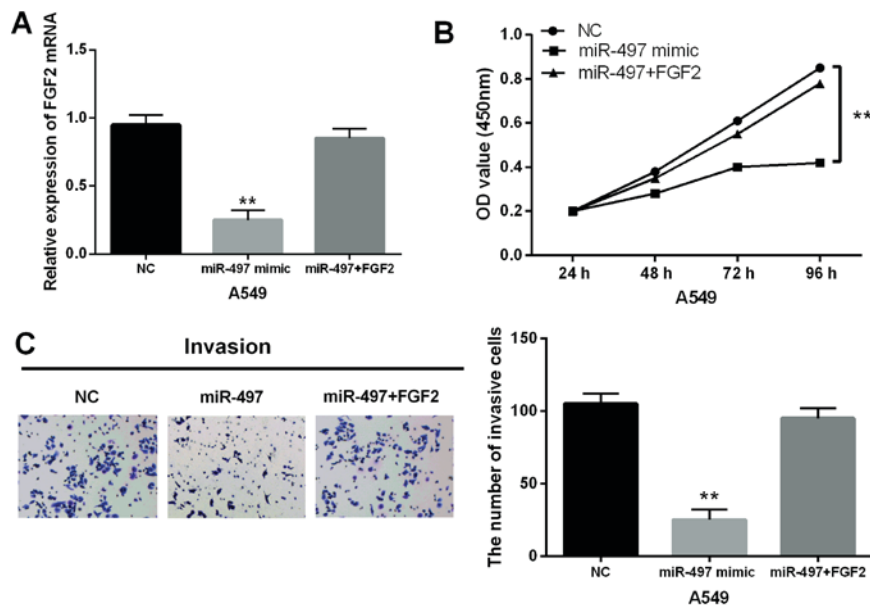 A
Relative expression of FGF2 mRNA
1.5
1.0
0.5
0.0
**
NC
miR-497 mimic
miR-497+FGF2
A549
B
NC
miR-497 mimic
miR-497+FGF2
OD value (450nm)
1.0
0.8
0.6
0.4
0.2
0.0
**
24 h
48 h
72 h
96 h
A549
C
Invasion
NC
miR-497
miR-497+FGF2
The number of invasive cells
150
100
50
0
**
NC
miR-497 mimic
miR-497+FGF2
A549